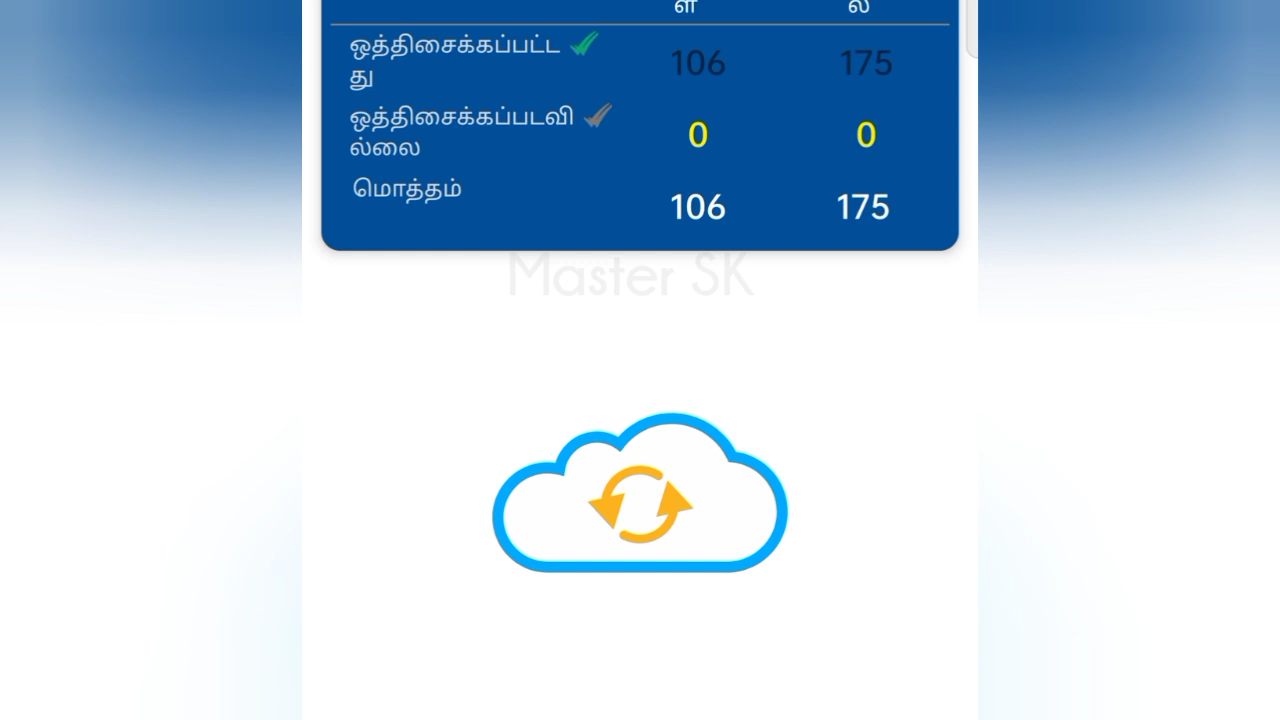 ஒத்திசைக்கப்பட்ட 106 175
து
ஒத்திசைக்கப்படவி 0 0
ல்லை
மொத்தம் 106 175
Master SK